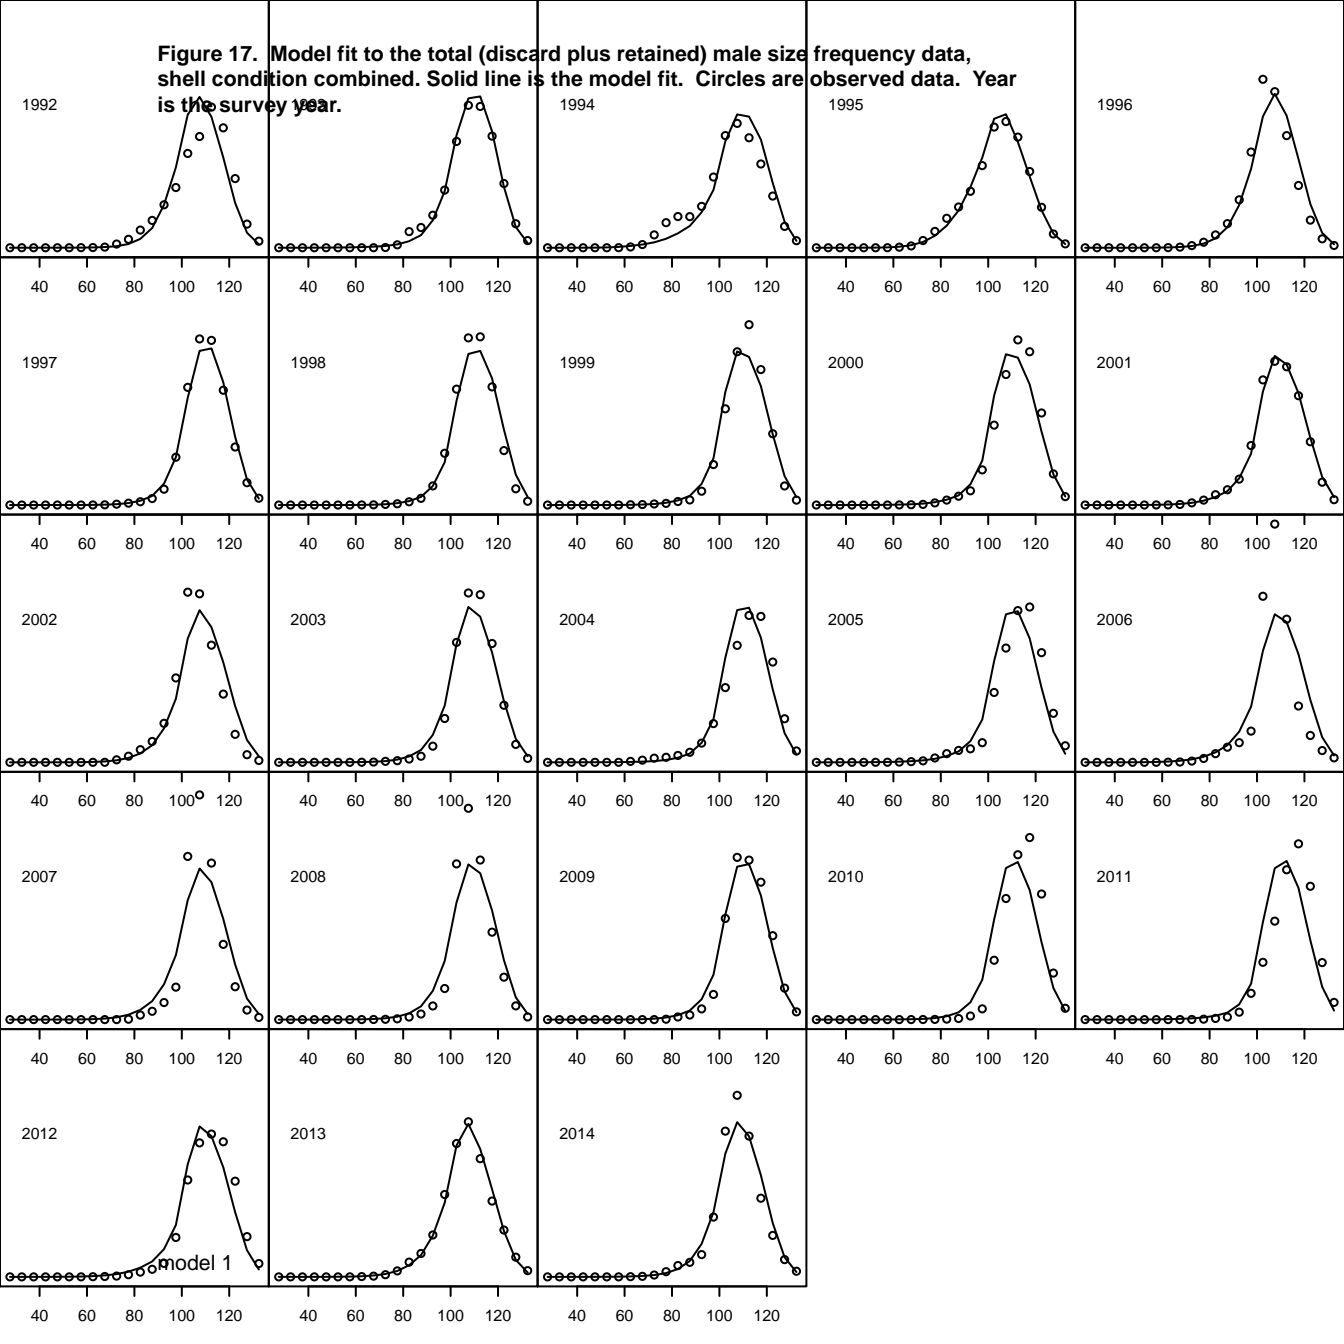 Figure 17.  Model fit to the total (discard plus retained) male size frequency data,
shell condition combined. Solid line is the model fit.  Circles are observed data.  Year
is the survey year.
1992 1993 1994 1995 1996
40 60 80 100 120 40 60 80 100 120 40 60 80 100 120 40 60 80 100 120 40 60 80 100 120
1997 1998 1999 2000 2001
40 60 80 100 120 40 60 80 100 120 40 60 80 100 120 40 60 80 100 120 40 60 80 100 120
2002 2003 2004 2005 2006
40 60 80 100 120 40 60 80 100 120 40 60 80 100 120 40 60 80 100 120 40 60 80 100 120
2007 2008 2009 2010 2011
40 60 80 100 120 40 60 80 100 120 40 60 80 100 120 40 60 80 100 120 40 60 80 100 120
2012 2013 2014
model 1
40 60 80 100 120 40 60 80 100 120 40 60 80 100 120